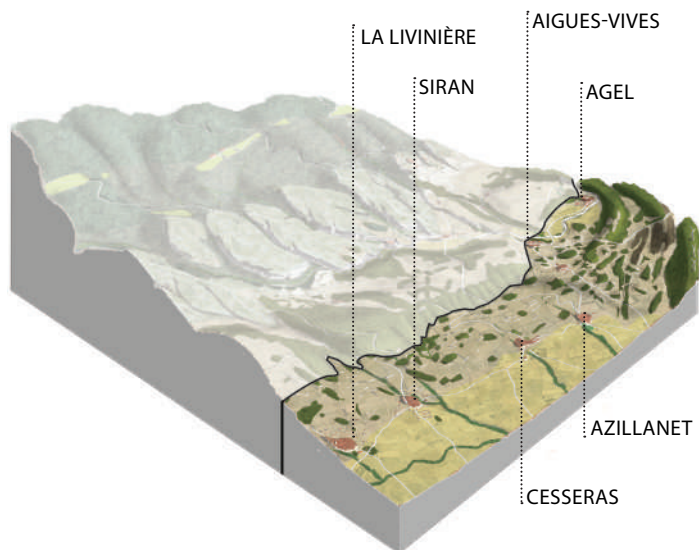 AIGUES-VIVES
LA LIVINIÈRE
SIRAN
AGEL
AZILLANET
CESSERAS